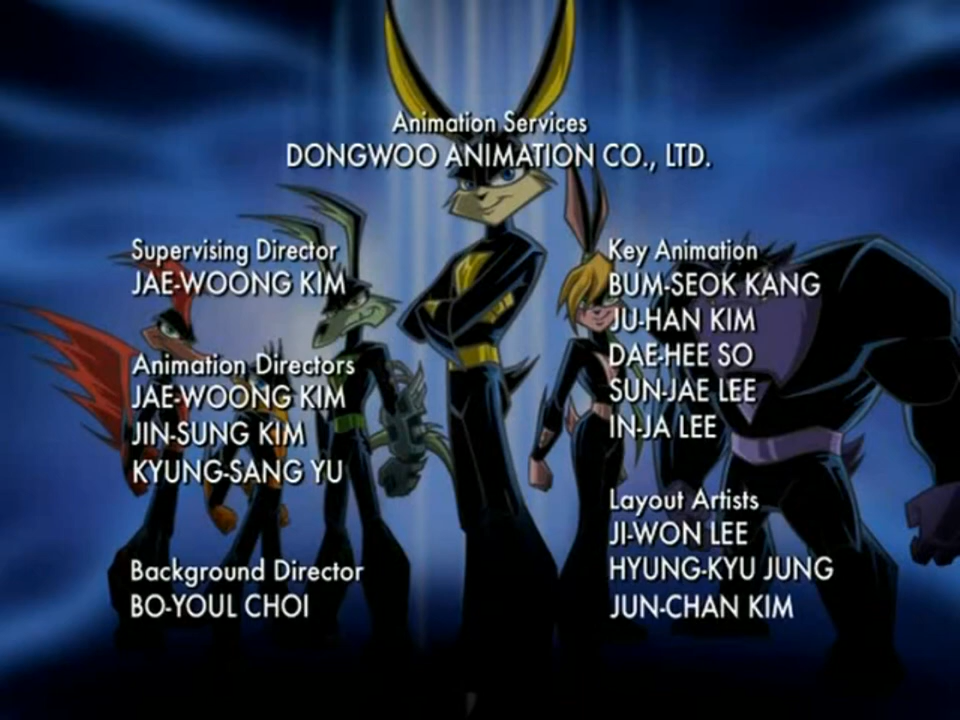 Animation Services
DONGWOO ANIMATION CO., LTD.
Supervising Director
JAE-WOONG KIM
Animation Directors
JAE-WOONG KIM
JIN-SUNG KIM
KYUNG-SANG YU
Background Director
BO-YOUL CHOI
Key Animation
BUM-SEOK KANG
JU-HAN KIM
DAE-HEE SO
SUN-JAE LEE
IN-JA LEE
Layout Artists
JI-WON LEE
HYUNG-KYU JUNG
JUN-CHAN KIM